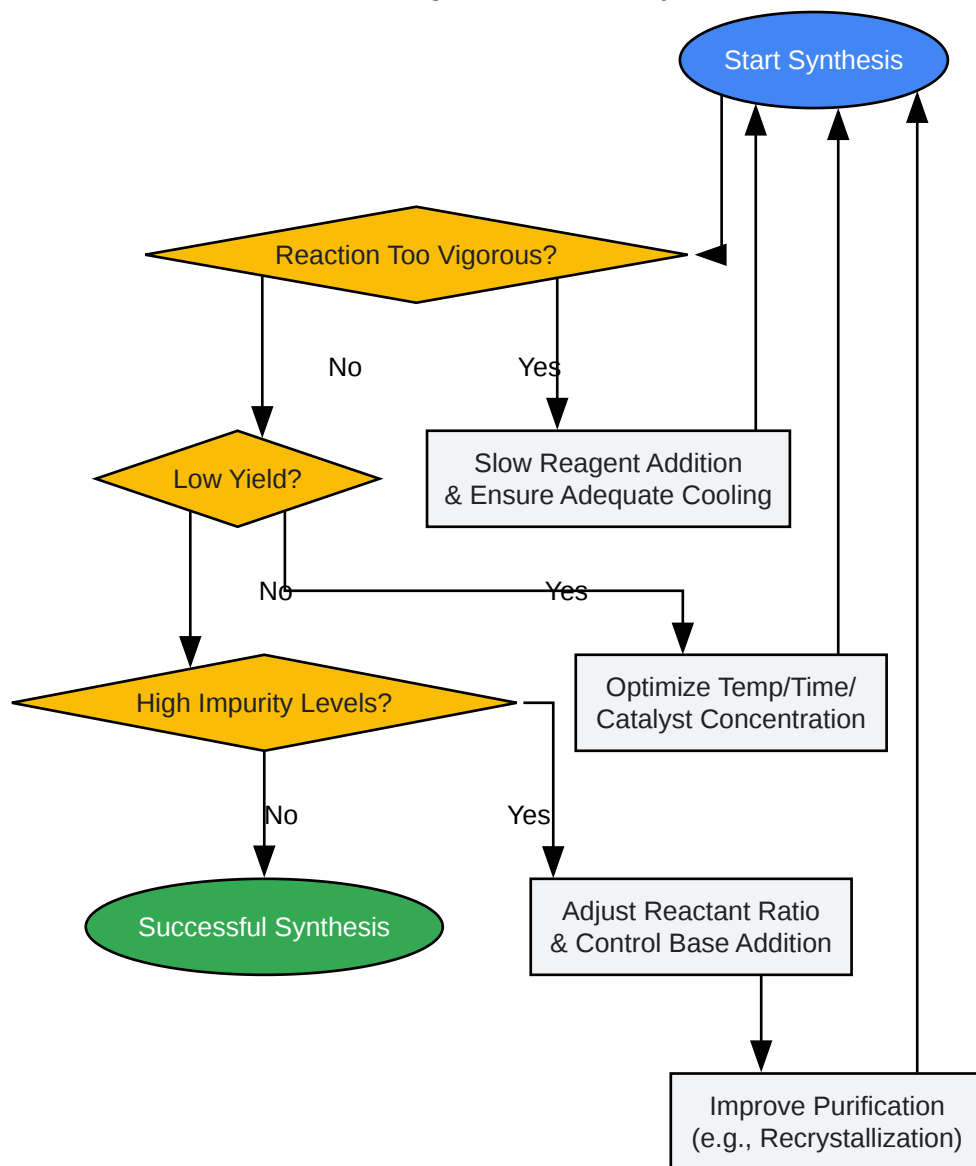 Start Synthesis
Reaction Too Vigorous?
No
Yes
Slow Reagent Addition
& Ensure Adequate Cooling
Low Yield?
No
Yes
Optimize Temp/Time/
Catalyst Concentration
High Impurity Levels?
No
Yes
Successful Synthesis
Adjust Reactant Ratio
& Control Base Addition
Improve Purification
(e.g., Recrystallization)